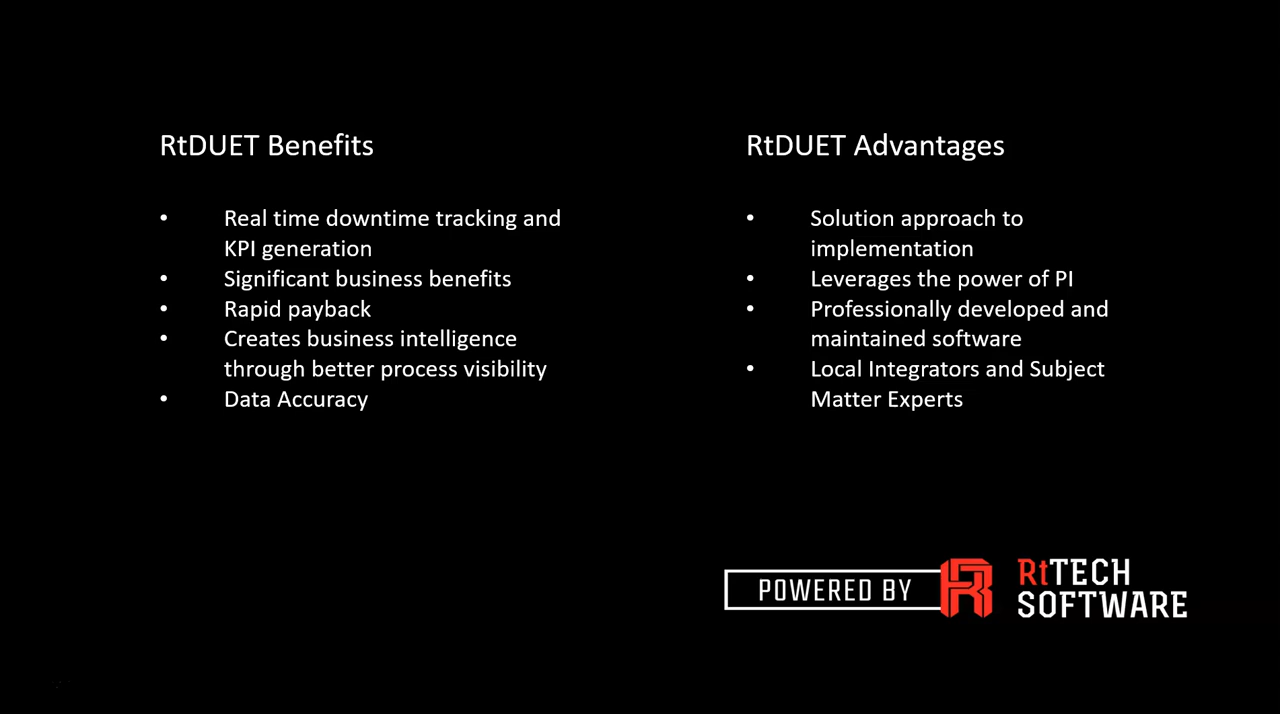 RtDUET Benefits
• Real time downtime tracking and
KPI generation
• Significant business benefits
• Rapid payback
• Creates business intelligence
through better process visibility
• Data Accuracy
RtDUET Advantages
• Solution approach to
implementation
• Leverages the power of PI
• Professionally developed and
maintained software
• Local Integrators and Subject
Matter Experts
POWERED BY
RtTECH
SOFTWARE